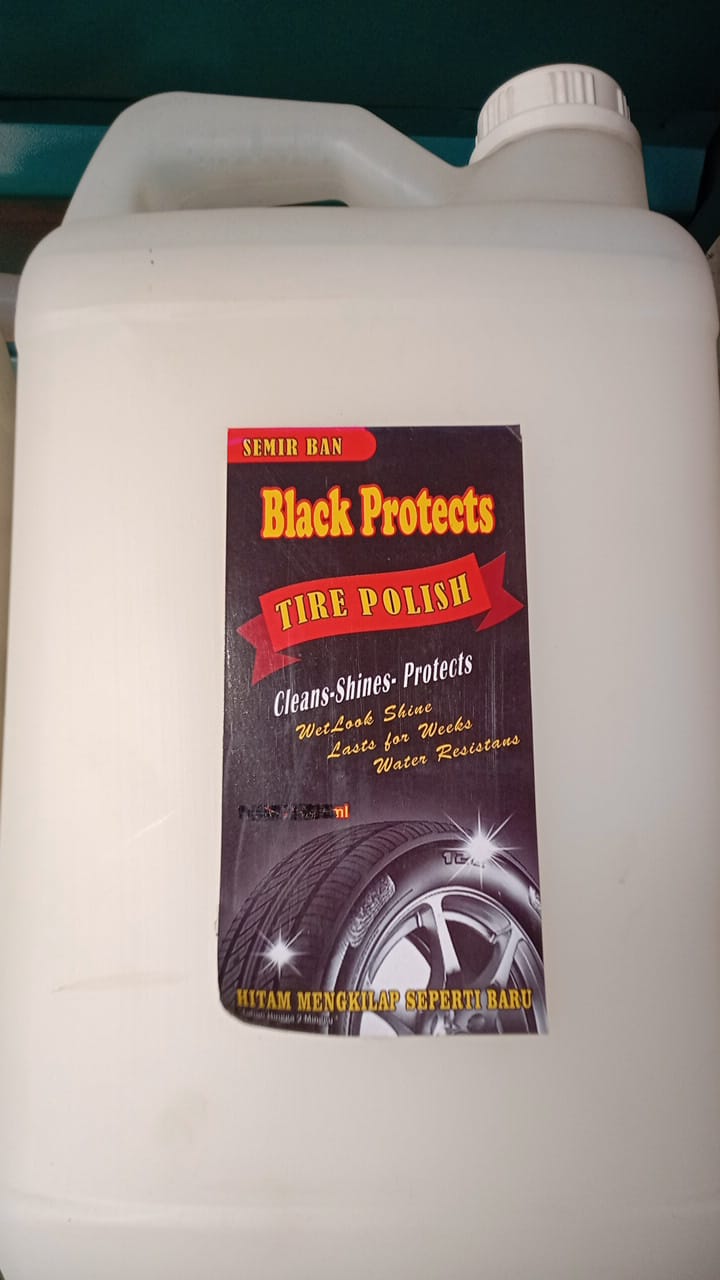 SEMIR BAN
Black Protects
TIRE POLISH
Cleans-Shines- Protects
WetLook Shine
Lasts for Weeks
Water Resistans
ml
HITAM MENGKILAP SEPERTI BARU